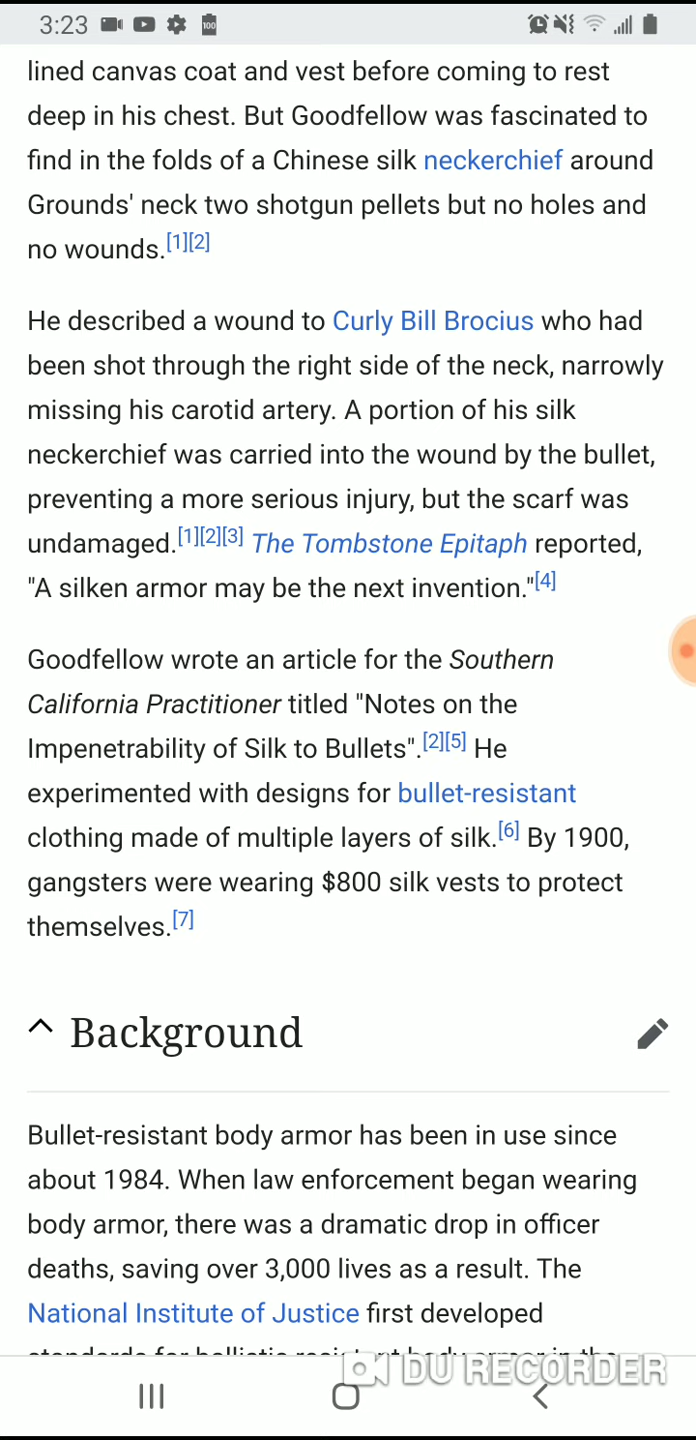 3:23
100
lined canvas coat and vest before coming to rest
deep in his chest. But Goodfellow was fascinated to
find in the folds of a Chinese silk neckerchief around
Grounds' neck two shotgun pellets but no holes and
no wounds.[1][2]
He described a wound to Curly Bill Brocius who had
been shot through the right side of the neck, narrowly
missing his carotid artery. A portion of his silk
neckerchief was carried into the wound by the bullet,
preventing a more serious injury, but the scarf was
undamaged.[1][2][3] The Tombstone Epitaph reported,
"A silken armor may be the next invention."[4]
Goodfellow wrote an article for the Southern
California Practitioner titled "Notes on the
Impenetrability of Silk to Bullets".[2][5] He
experimented with designs for bullet-resistant
clothing made of multiple layers of silk.[6] By 1900,
gangsters were wearing $800 silk vests to protect
themselves.[7]
Background
Bullet-resistant body armor has been in use since
about 1984. When law enforcement began wearing
body armor, there was a dramatic drop in officer
deaths, saving over 3,000 lives as a result. The
National Institute of Justice first developed
DU RECORDER